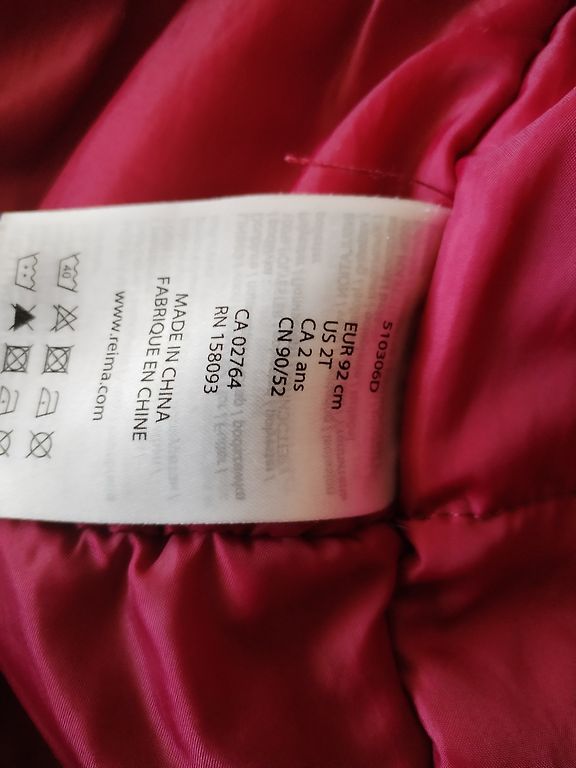 510306D
EUR 92 cm
US 2T
CA 2 ans
CN 90/52
CA 02764
RN 158093
MADE IN CHINA
FABRIQUE EN CHINE
www.reima.com
40